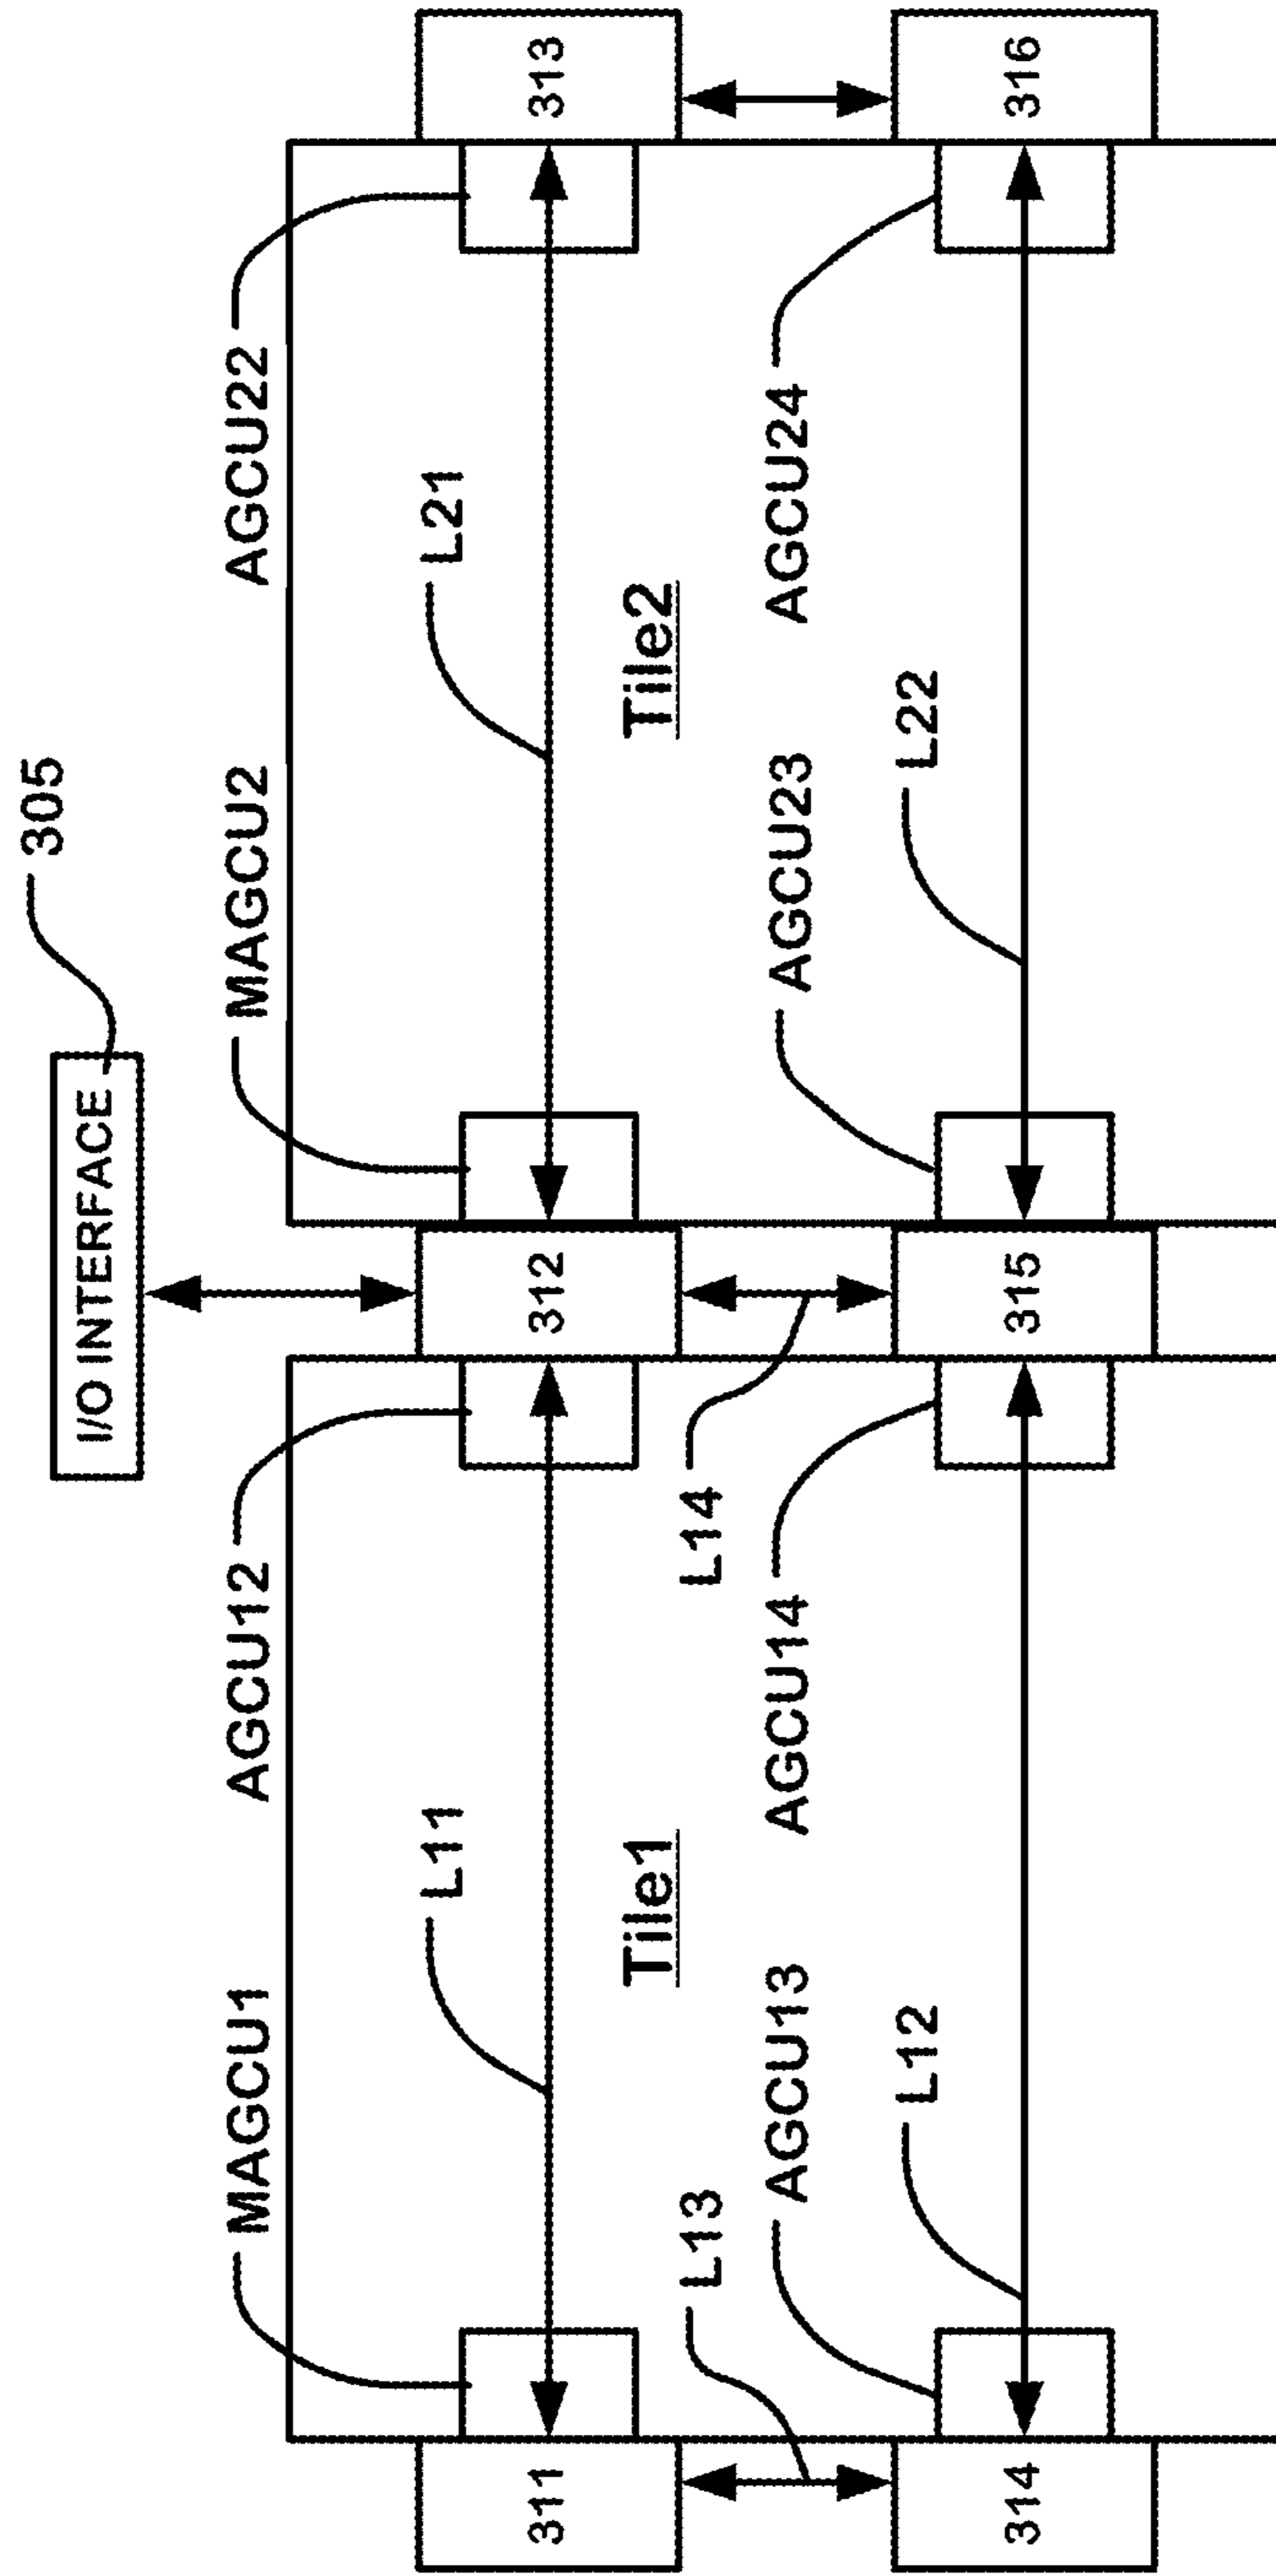 305
I/O INTERFACE
MAGCU1
AGCU12
MAGCU2
AGCU22
L11
L21
311
312
313
Tile1
Tile2
L13
L14
AGCU13
AGCU14
AGCU23
AGCU24
L12
L22
314
315
316